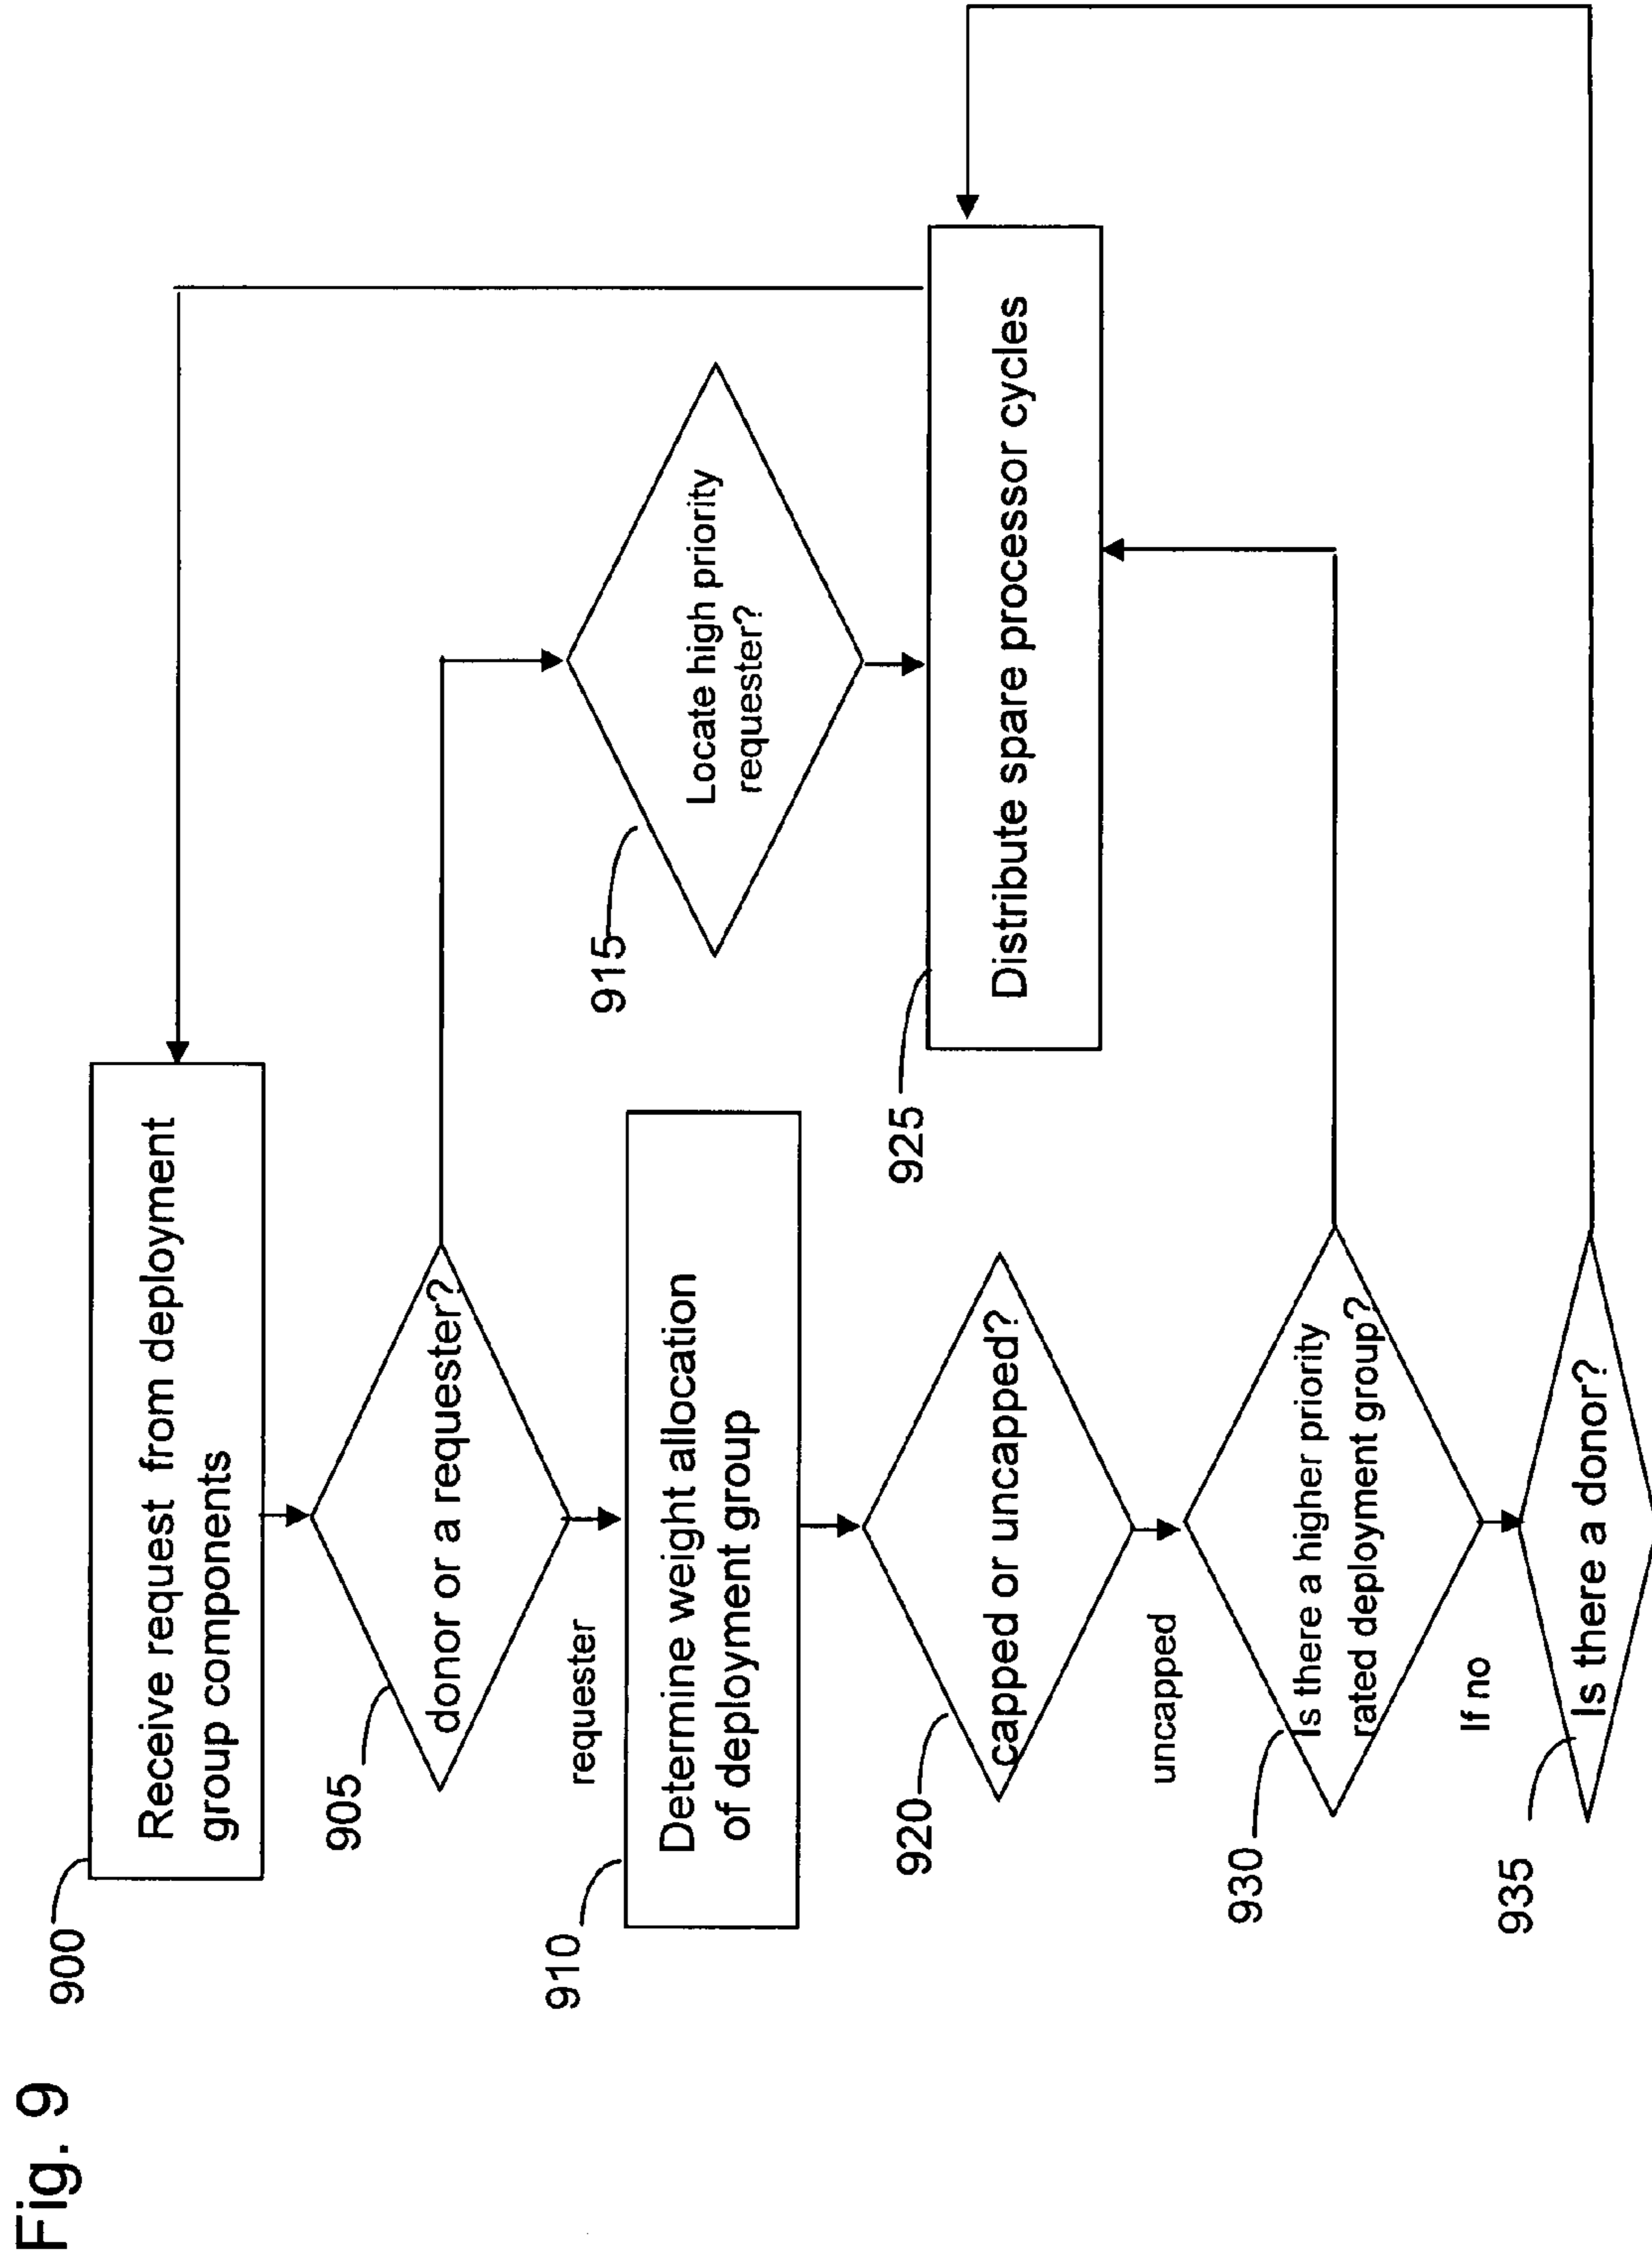 Fig. 9
900
Receive request from deployment
group components
905
donor or a requester?
requester
910
Determine weight allocation
of deployment group
915
Locate high priority
requester?
920
capped or uncapped?
uncapped
925
Distribute spare processor cycles
930
Is there a higher priority
rated deployment group?
If no
935
Is there a donor?